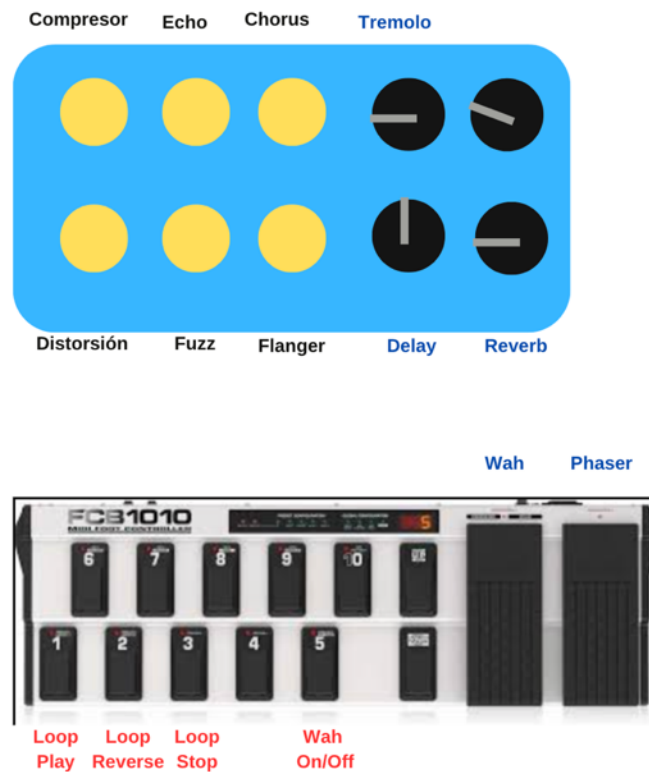 Compresor Echo Chorus Tremolo
Distorsión Fuzz Flanger Delay Reverb
Wah Phaser
FCB1010
MIDI FOOT CONTROLLER
5
6 7 8 9 10
1 2 3 4 5
Loop Loop Loop Wah
Play Reverse Stop On/Off